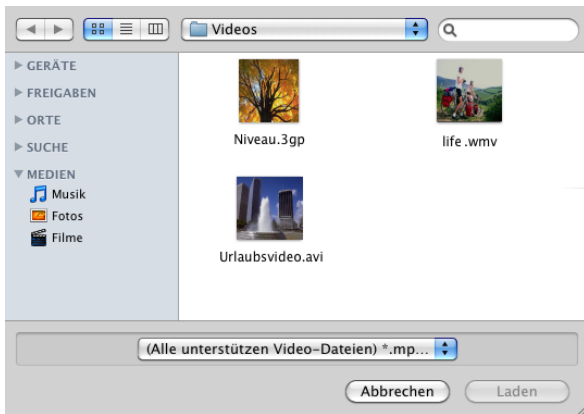 Videos
GERÄTE
FREIGABEN
ORTE
SUCHE
MEDIEN
Musik
Fotos
Filme
Niveau.3gp
life .wmv
Urlaubsvideo.avi
(Alle unterstützen Video-Dateien) *.mp...
Abbrechen
Laden